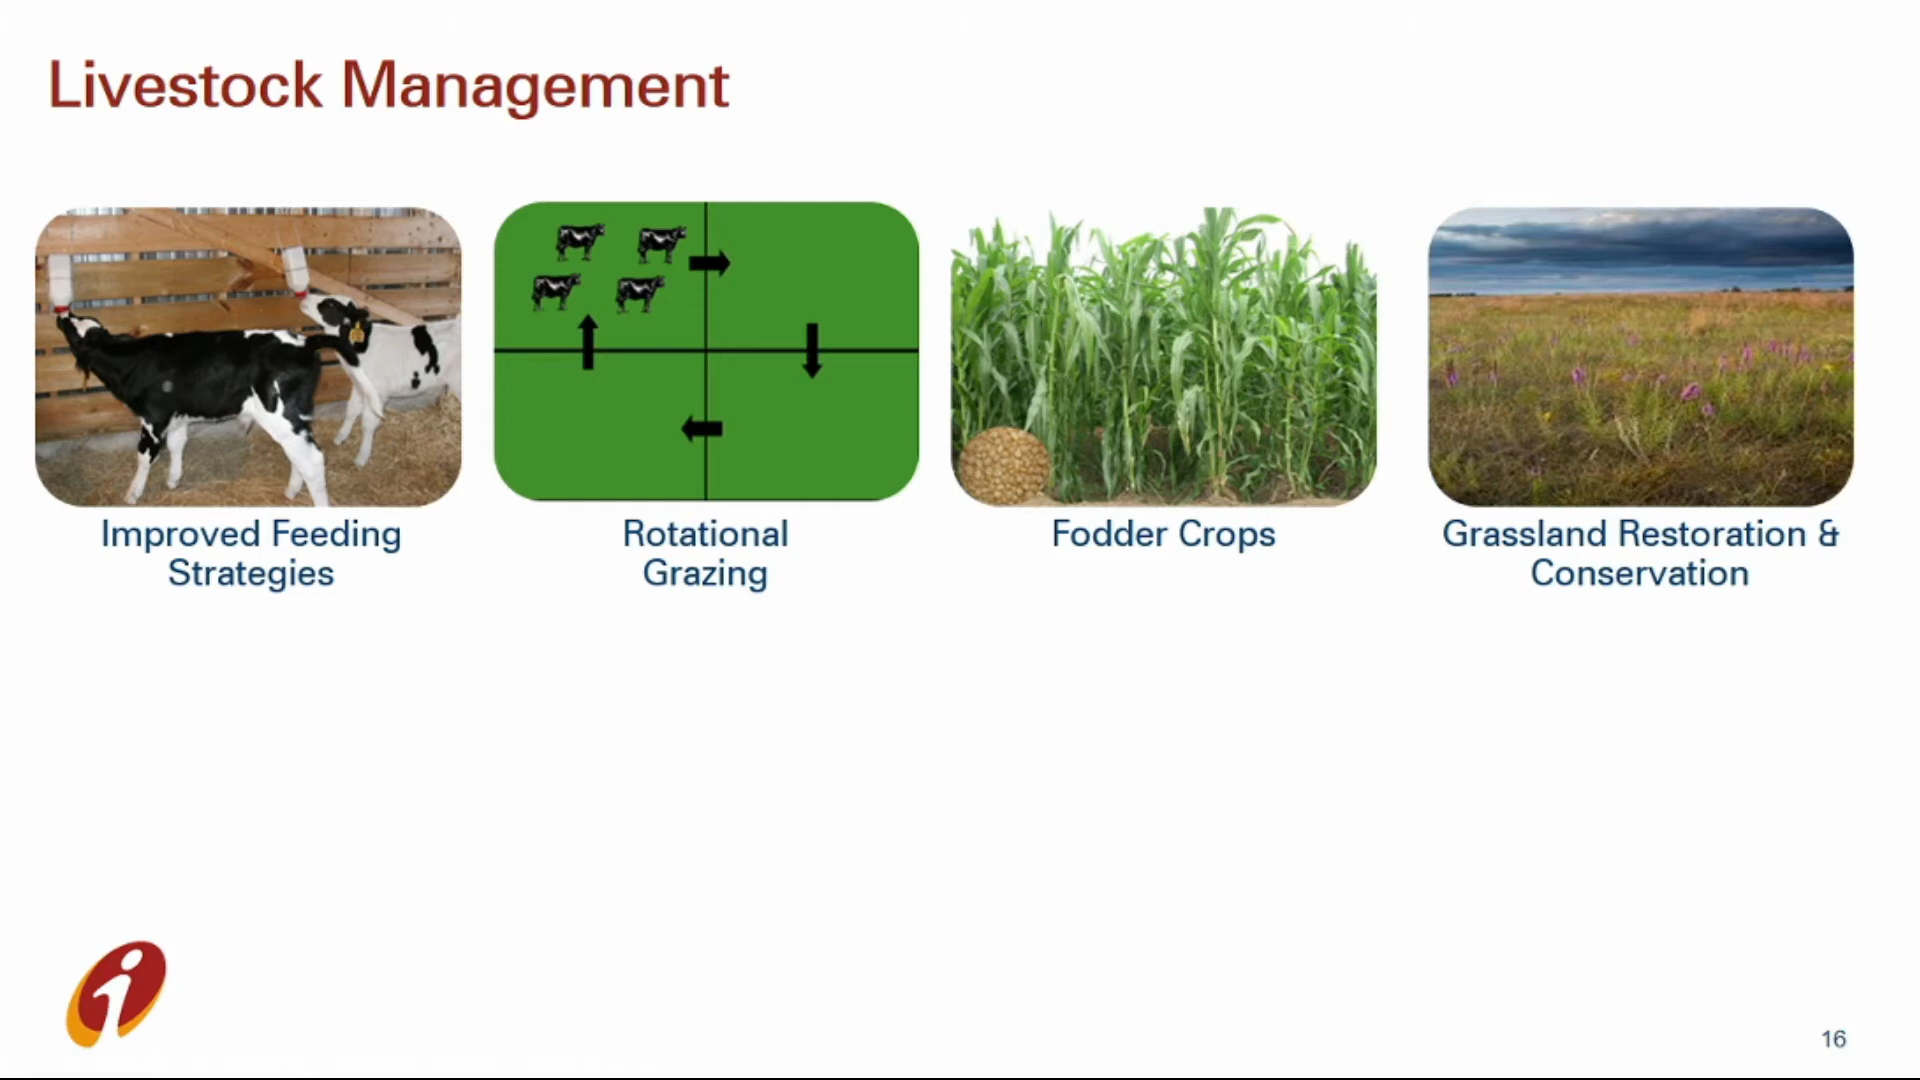 Livestock Management
Improved Feeding
Strategies
Rotational
Grazing
Fodder Crops
Grassland Restoration &
Conservation
16